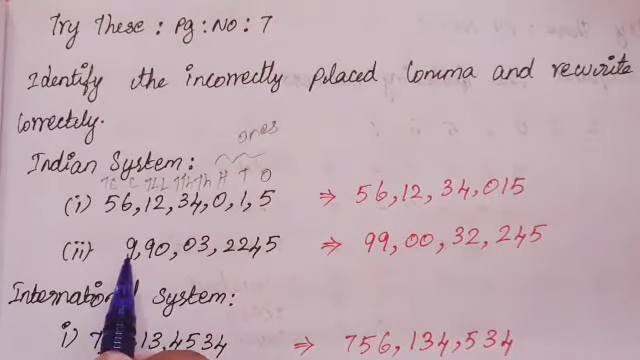 Try These : Pg : No : 7
Identify the incorrectly placed comma and rewrite
correctly.
ones
Indian System:
TC C TL L TTh Th H T O
(i) 56,12,34,0,1,5 ⇒ 56,12,34,015
(ii) 9,90,03,2245 ⇒ 99,00,32,245
System:
i) 7 13,4534 ⇒ 756,134,534